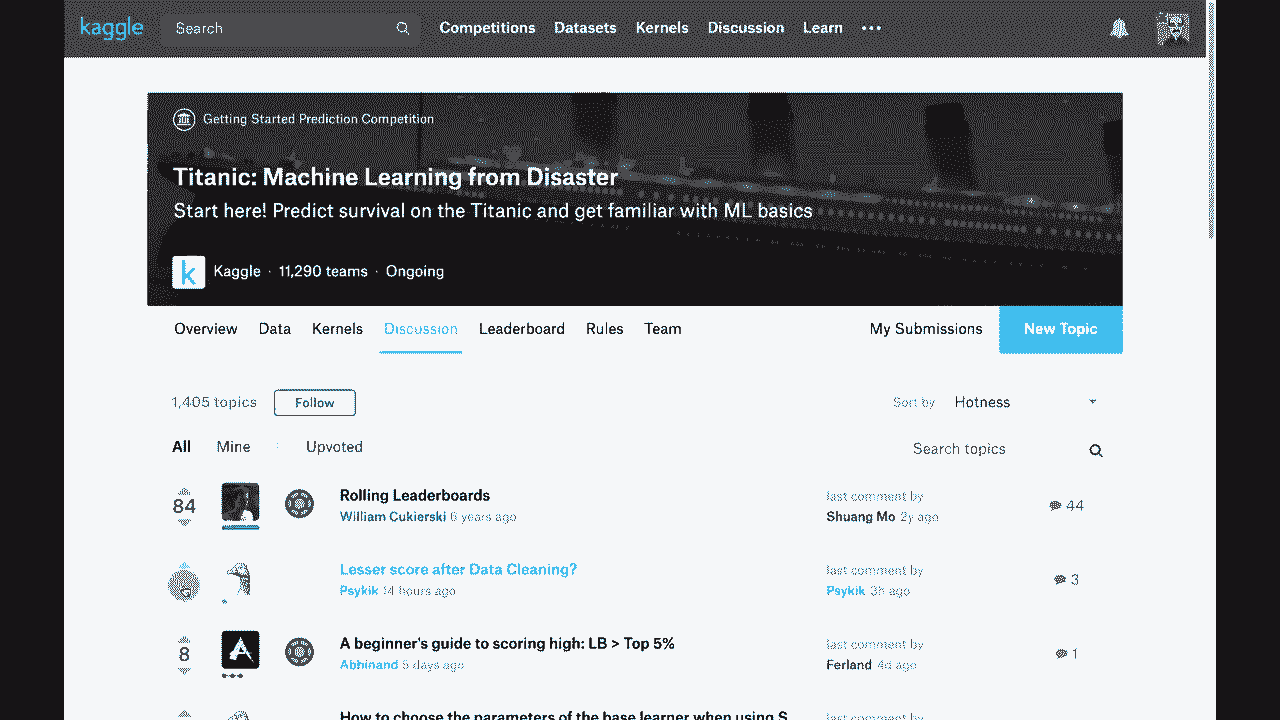 kaggle Search Competitions Datasets Kernels Discussion Learn
Getting Started Prediction Competition
Titanic: Machine Learning from Disaster
Start here! Predict survival on the Titanic and get familiar with ML basics
k Kaggle · 11,290 teams · Ongoing
Overview Data Kernels Discussion Leaderboard Rules Team My Submissions New Topic
1,405 topics Follow Sort by Hotness
All Mine Upvoted Search topics
84 Rolling Leaderboards last comment by 44
William Cukierski 6 years ago Shuang Mo 2y ago
Lesser score after Data Cleaning? last comment by 3
Psykik 14 hours ago Psykik 3h ago
8 A beginner's guide to scoring high: LB > Top 5% last comment by 1
Abhinand 5 days ago Ferland 4d ago
How to choose the parameters of the base learner when using S last comment by